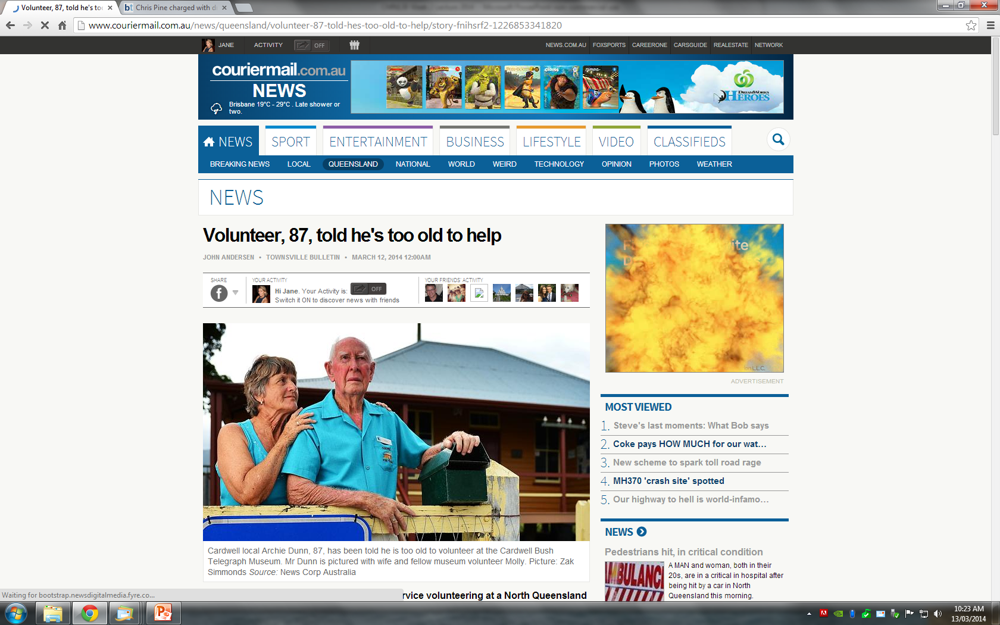 Volunteer, 87, told he's too
Chris Pine charged with d
www.couriermail.com.au/news/queensland/volunteer-87-told-hes-too-old-to-help/story-fnihsrf2-1226853341820
JANE ACTIVITY OFF NEWS.COM.AU FOXSPORTS CAREERONE CARSGUIDE REALESTATE NETWORK
couriermail.com.au
NEWS
Brisbane 19°C - 29°C . Late shower or
two.
DREAMWORKS
HEROES
NEWS SPORT ENTERTAINMENT BUSINESS LIFESTYLE VIDEO CLASSIFIEDS
BREAKING NEWS LOCAL QUEENSLAND NATIONAL WORLD WEIRD TECHNOLOGY OPINION PHOTOS WEATHER
NEWS
Volunteer, 87, told he's too old to help
JOHN ANDERSEN • TOWNSVILLE BULLETIN • MARCH 12, 2014 12:00AM
SHARE
YOUR ACTIVITY
Hi Jane. Your Activity is: OFF
Switch it ON to discover news with friends
YOUR FRIENDS' ACTIVITY
Cardwell local Archie Dunn, 87, has been told he is too old to volunteer at the Cardwell Bush
Telegraph Museum. Mr Dunn is pictured with wife and fellow museum volunteer Molly. Picture: Zak
Simmonds Source: News Corp Australia
rvice volunteering at a North Queensland
ADVERTISEMENT
MOST VIEWED
1. Steve's last moments: What Bob says
2. Coke pays HOW MUCH for our wat...
3. New scheme to spark toll road rage
4. MH370 'crash site' spotted
5. Our highway to hell is world-infamo...
NEWS
Pedestrians hit, in critical condition
A MAN and woman, both in their
20s, are in a critical in hospital after
being hit by a car in North
Queensland this morning.
Waiting for bootstrap.newsdigitalmedia.fyre.co...
10:23 AM
13/03/2014